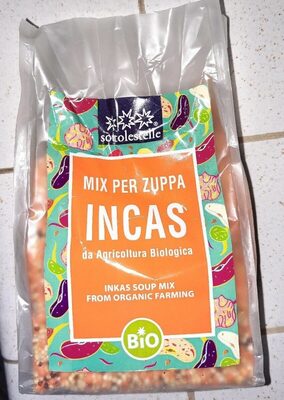 sottolestelle
MIX PER ZUPPA
INCAS
da Agricoltura Biologica
INKAS SOUP MIX
FROM ORGANIC FARMING
BIO